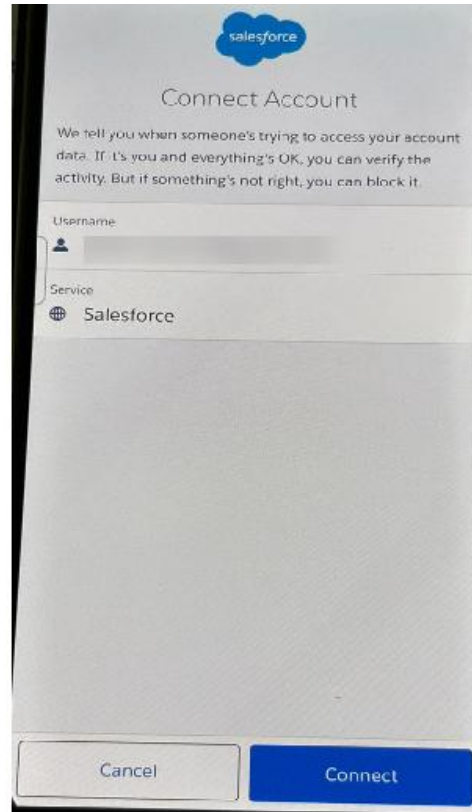 salesforce
Connect Account
We tell you when someone's trying to access your account
data. If it's you and everything's OK, you can verify the
activity. But if something's not right, you can block it.
Username
Service
Salesforce
Cancel
Connect